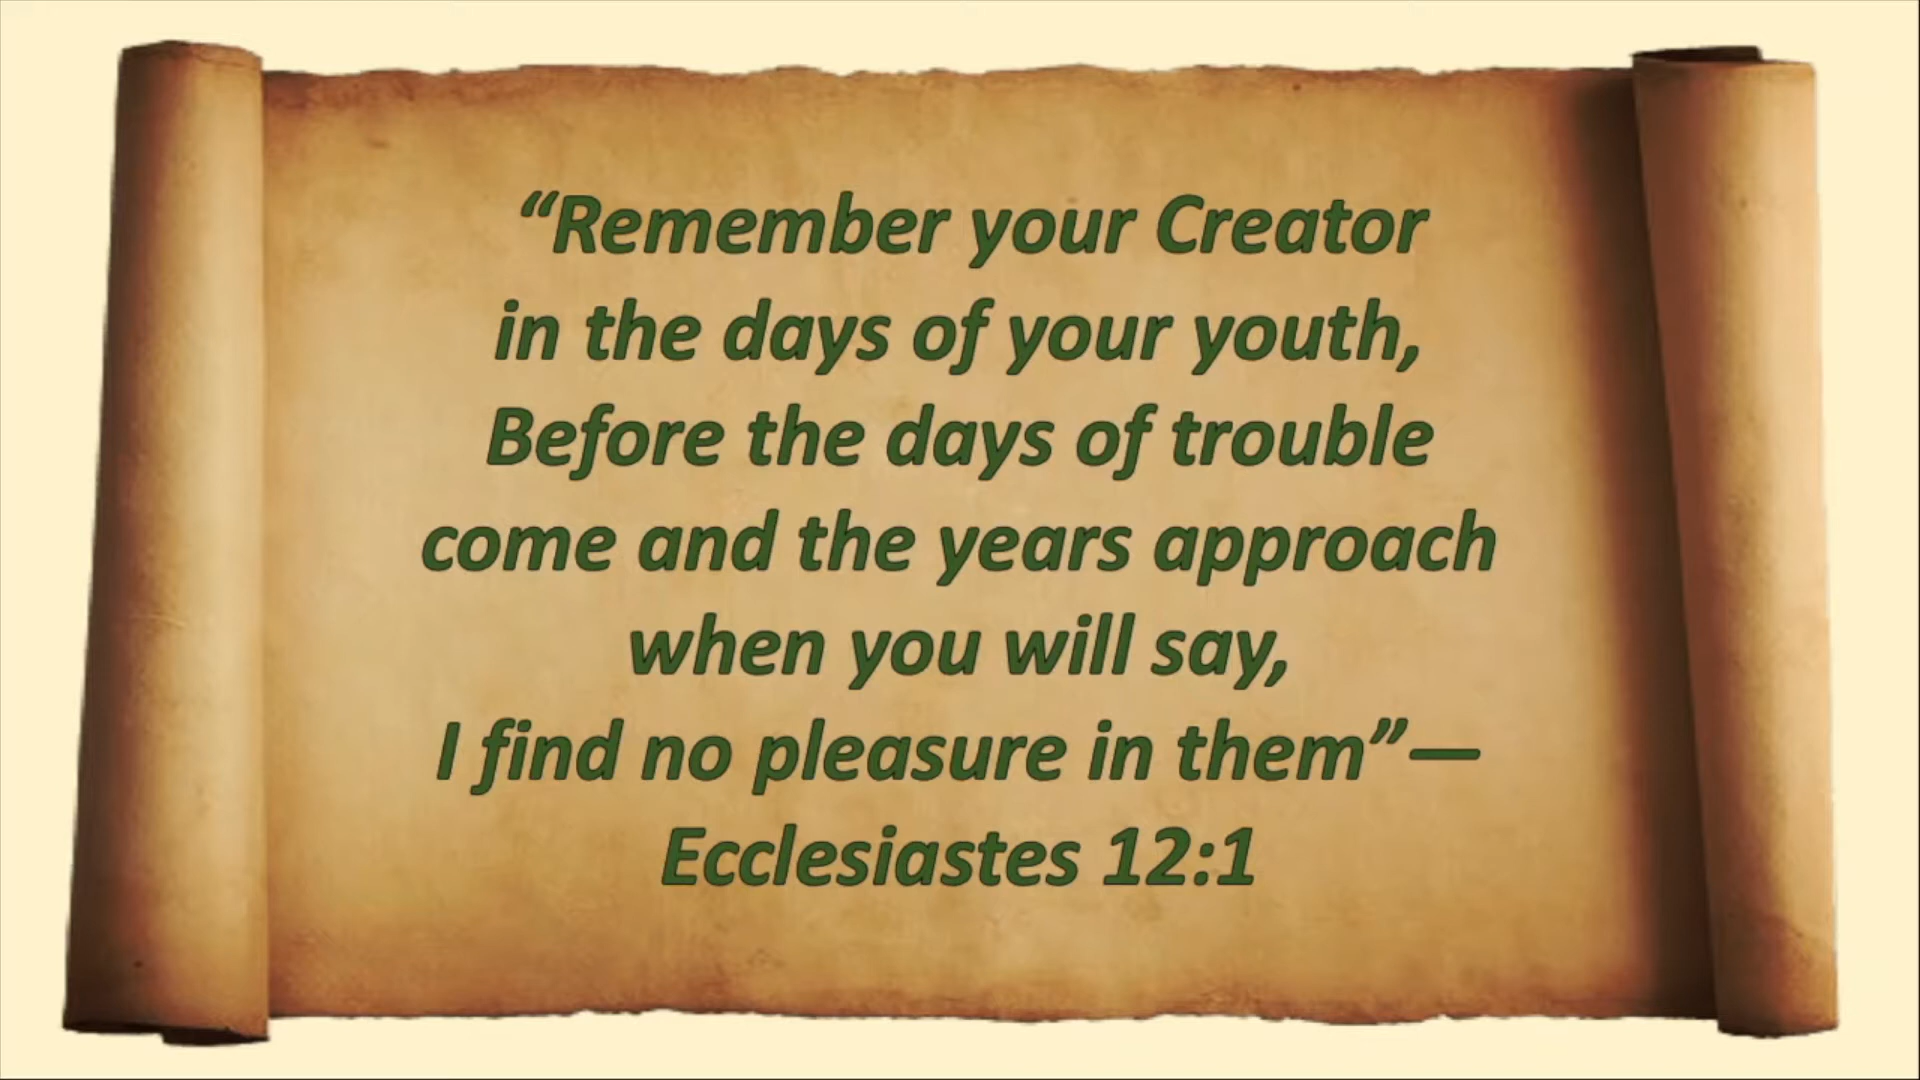 “Remember your Creator
in the days of your youth,
Before the days of trouble
come and the years approach
when you will say,
I find no pleasure in them”—
Ecclesiastes 12:1